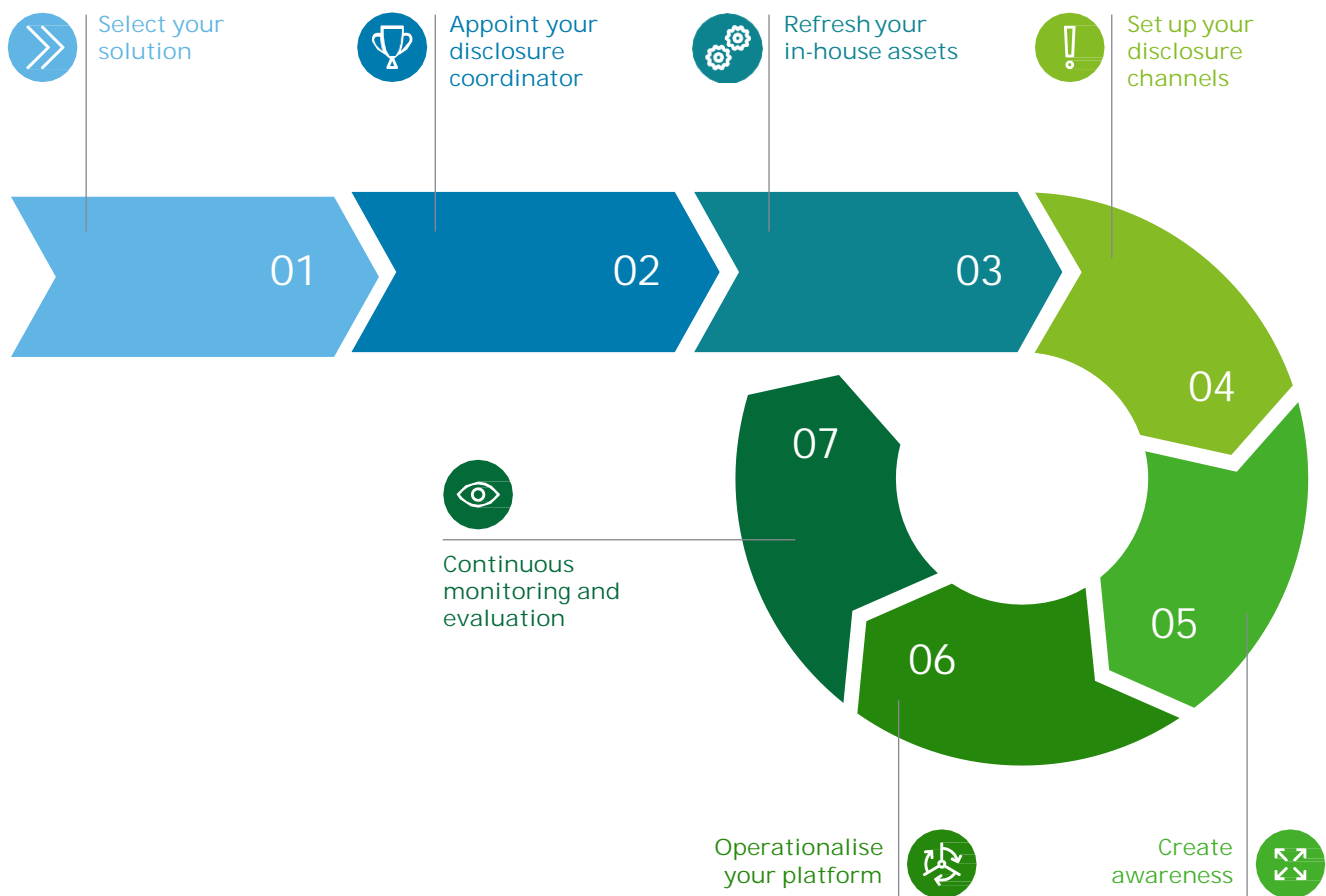 Select your
solution
Appoint your
disclosure
coordinator
Refresh your
in-house assets
Set up your
disclosure
channels
01
02
03
04
07
Continuous
monitoring and
evaluation
05
06
Operationalise
your platform
Create
awareness